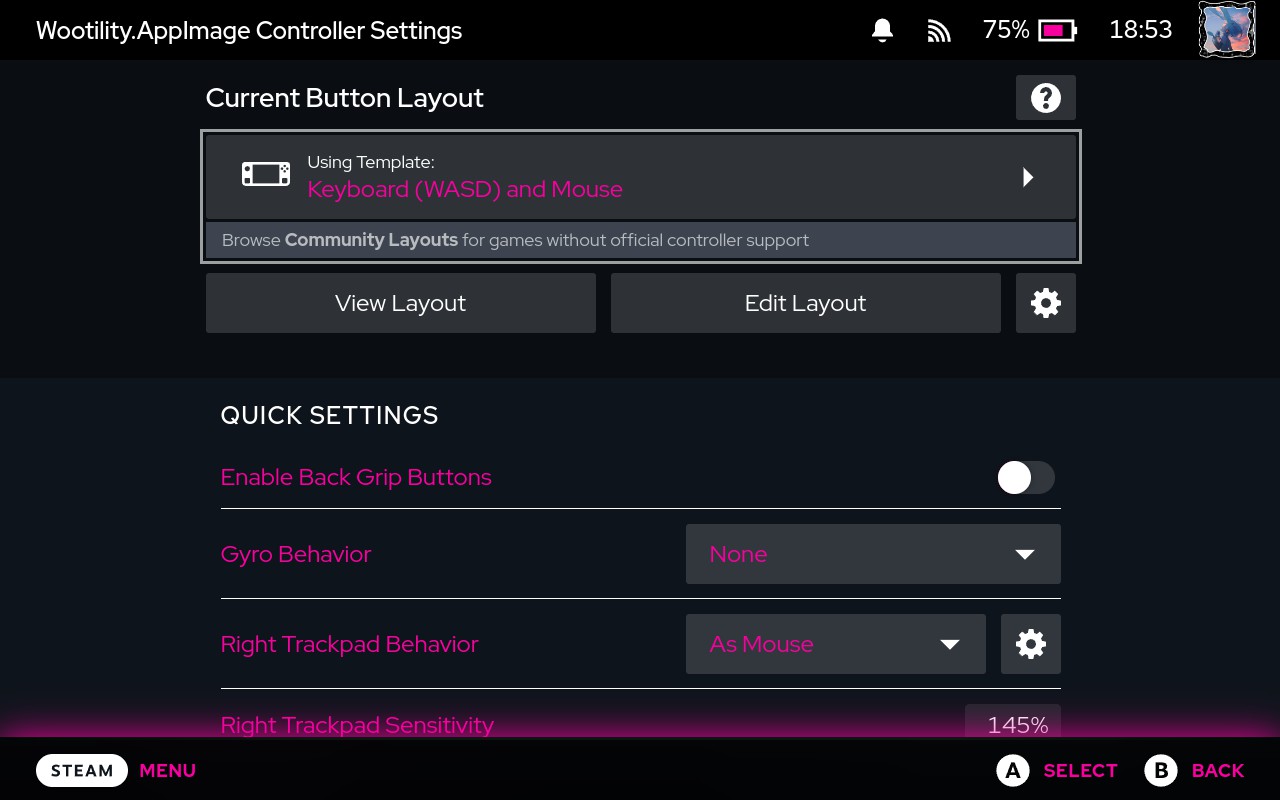 Wootility.AppImage Controller Settings
75%
18:53
Current Button Layout
?
Using Template:
Keyboard (WASD) and Mouse
Browse Community Layouts for games without official controller support
View Layout
Edit Layout
QUICK SETTINGS
Enable Back Grip Buttons
Gyro Behavior
None
Right Trackpad Behavior
As Mouse
Right Trackpad Sensitivity
145%
STEAM MENU
A SELECT
B BACK